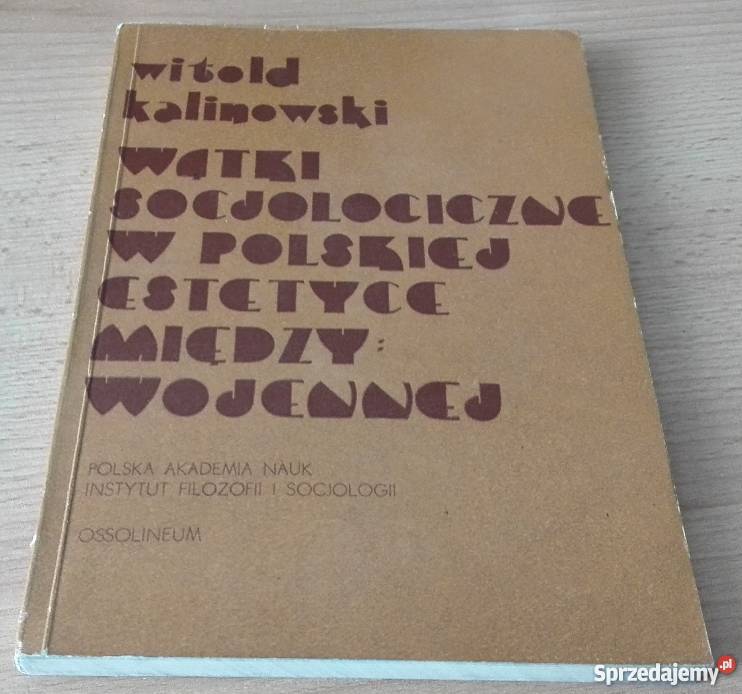 witold
kalinowski
WĄTKI
SOCJOLOGICZNE
W POLSKIEJ
ESTETYCE
MIĘDZY:
WOJENNEJ
POLSKA AKADEMIA NAUK
INSTYTUT FILOZOFII I SOCJOLOGII
OSSOLINEUM
Sprzedajemy.pl